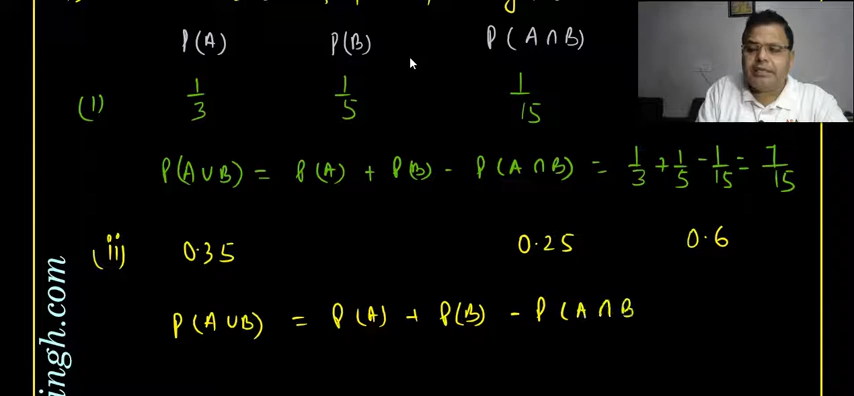 P(A) P(B) P(A∩B)
(i) 1/3 1/5 1/15
P(A∪B) = P(A) + P(B) - P(A∩B) = 1/3 + 1/5 - 1/15 = 7/15
(ii) 0.35 0.25 0.6
P(A∪B) = P(A) + P(B) - P(A∩B
ingh.com